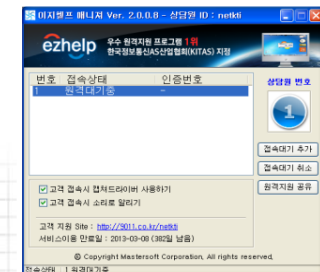 이지헬프 매니저 Ver. 2.0.0.8 - 상담원 ID : netkti
ezhelp
우수 원격지원 프로그램 1위
한국정보통신AS산업협회(KITAS) 지정
번호 접속상태 인증번호
1 원격대기중 -
상담원 번호
1
접속대기 추가
접속대기 취소
원격지원 공유
고객 접속시 캡쳐드라이버 사용하기
고객 접속시 소리로 알리기
고객 지원 Site : http://9011.co.kr/netkti
서비스이용 만료일 : 2013-03-08 (382일 남음)
© Copyright Mastersoft Corporation, All rights reserved.
접속상태 1 원격대기중